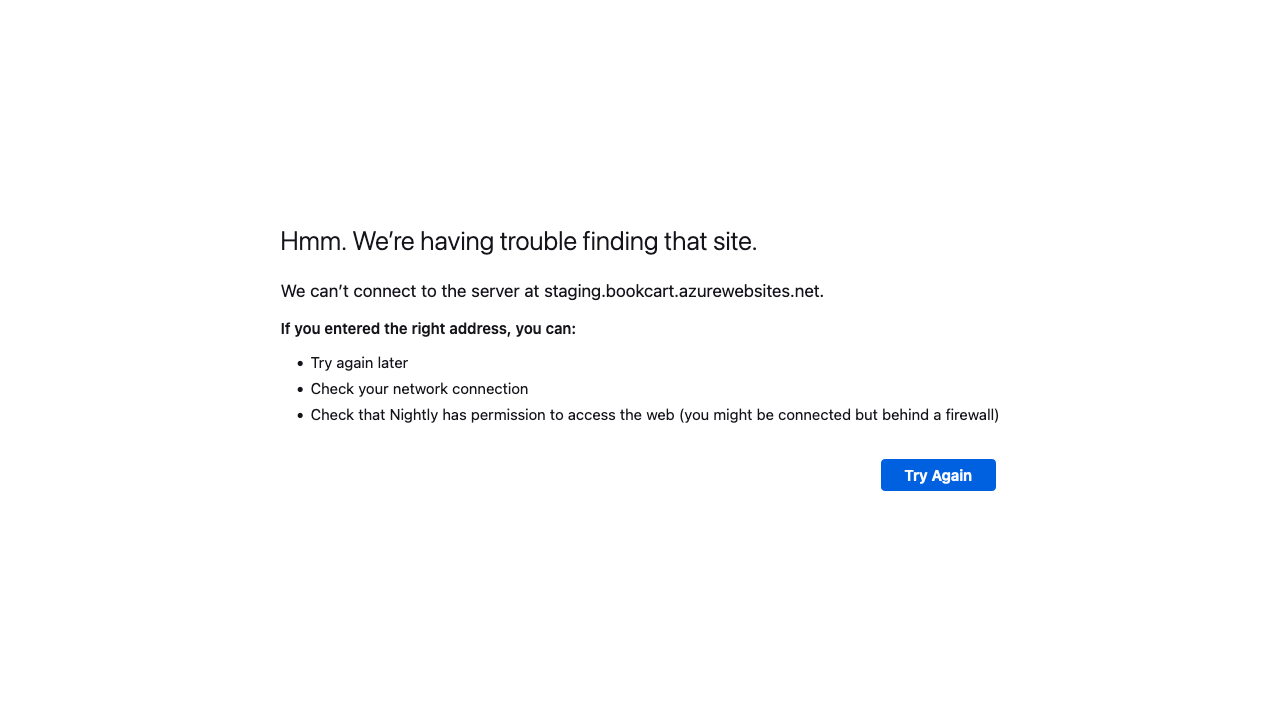 Hmm. We’re having trouble finding that site.
We can’t connect to the server at staging.bookcart.azurewebsites.net.
If you entered the right address, you can:
• Try again later
• Check your network connection
• Check that Nightly has permission to access the web (you might be connected but behind a firewall)
Try Again